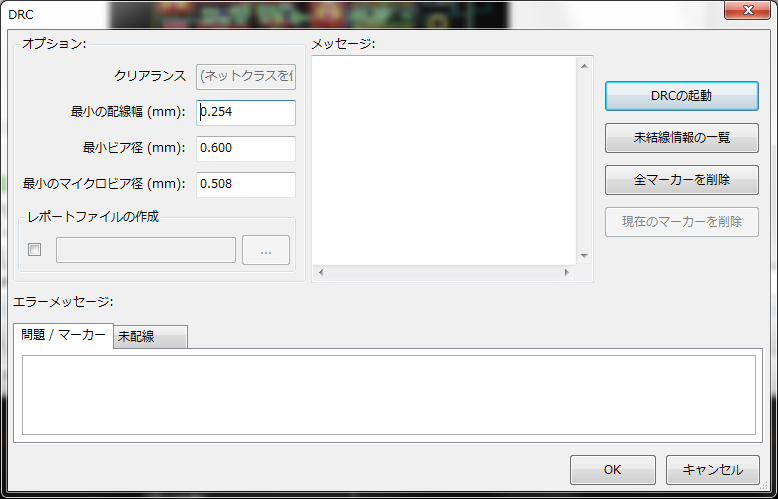 DRC
オプション:
クリアランス
(ネットクラスを
最小の配線幅 (mm):
0.254
最小ビア径 (mm):
0.600
最小のマイクロビア径 (mm):
0.508
レポートファイルの作成
...
メッセージ:
DRCの起動
未結線情報の一覧
全マーカーを削除
現在のマーカーを削除
エラーメッセージ:
問題 / マーカー
未配線
OK
キャンセル